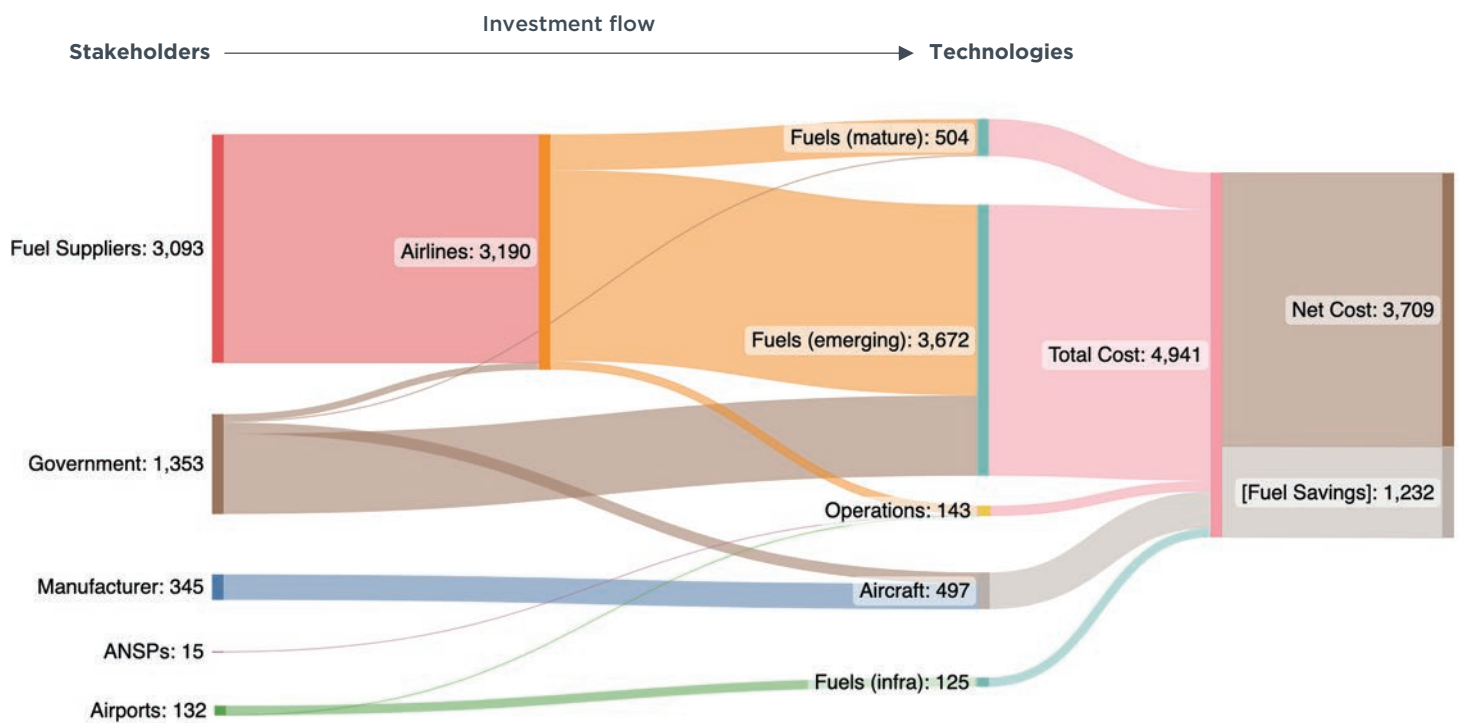 Investment flow
Stakeholders
Technologies
Fuels (mature): 504
Fuel Suppliers: 3,093
Airlines: 3,190
Net Cost: 3,709
Fuels (emerging): 3,672
Total Cost: 4,941
Government: 1,353
[Fuel Savings]: 1,232
Operations: 143
Manufacturer: 345
Aircraft: 497
ANSPs: 15
Fuels (infra): 125
Airports: 132